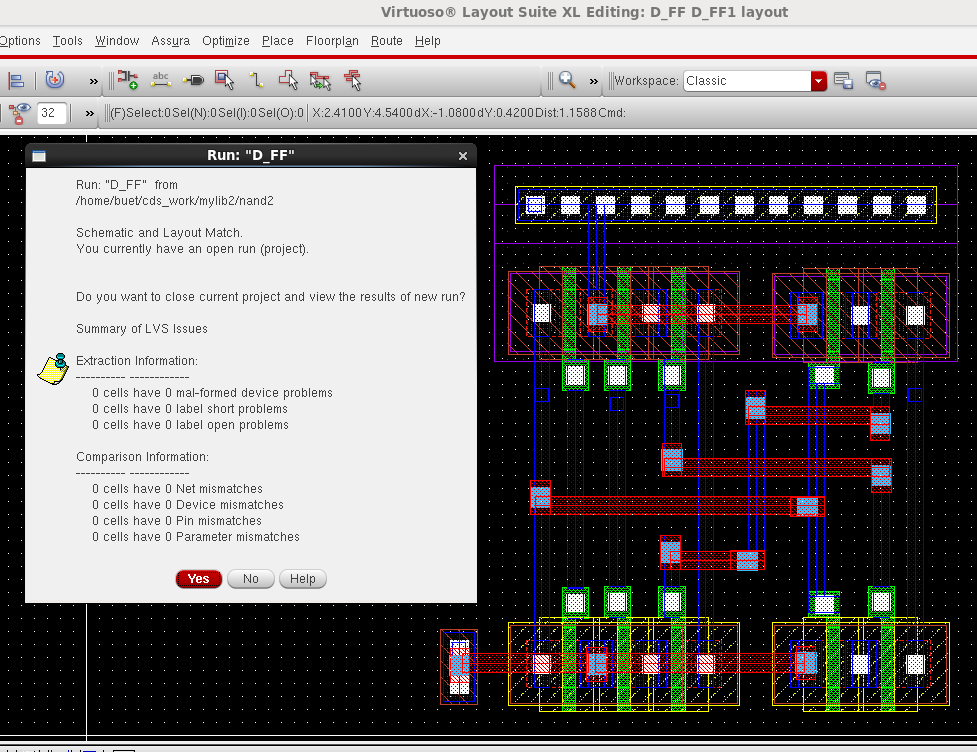 Virtuoso® Layout Suite XL Editing: D_FF D_FF1 layout
Options Tools Window Assura Optimize Place Floorplan Route Help
abc
Workspace: Classic
32
(F)Select:0 Sel(N):0 Sel(I):0 Sel(O):0 X:2.4100 Y:4.5400 dX:-1.0800 dY:0.4200 Dist:1.1588 Cmd:
Run: "D_FF"
Run: "D_FF" from
/home/buet/cds_work/mylib2/nand2
Schematic and Layout Match.
You currently have an open run (project).
Do you want to close current project and view the results of new run?
Summary of LVS Issues
Extraction Information:
---------- ------------
0 cells have 0 mal-formed device problems
0 cells have 0 label short problems
0 cells have 0 label open problems
Comparison Information:
---------- ------------
0 cells have 0 Net mismatches
0 cells have 0 Device mismatches
0 cells have 0 Pin mismatches
0 cells have 0 Parameter mismatches
Yes No Help